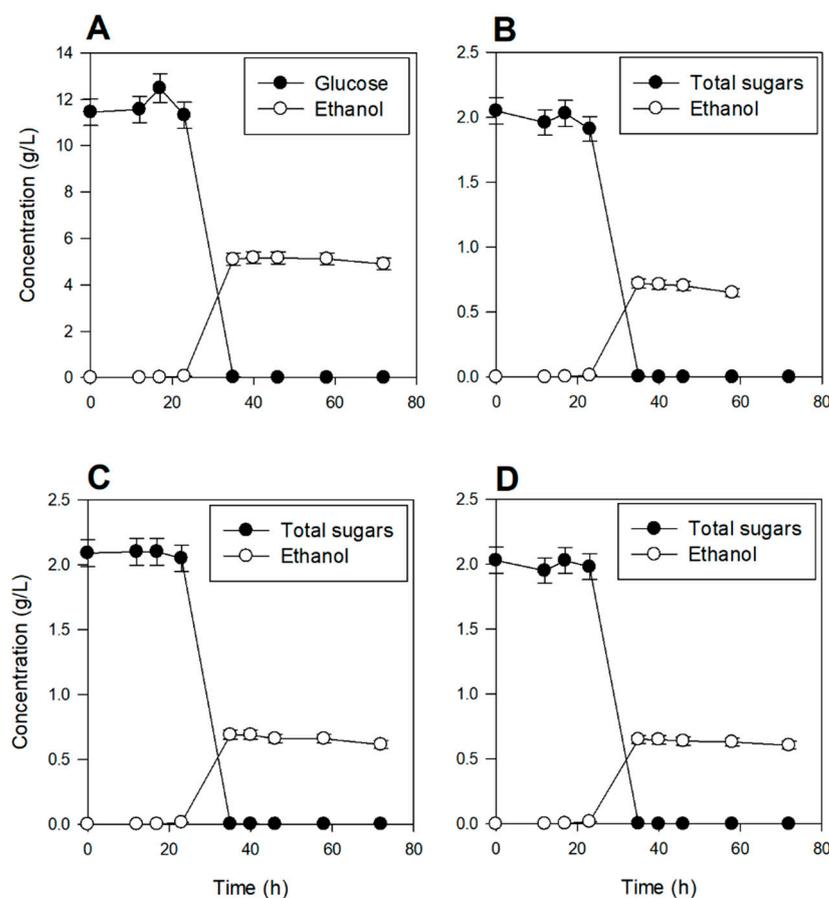 A
14
12
10
8
6
4
2
0
Concentration (g/L)
Glucose
Ethanol
0 20 40 60 80
B
2.5
2.0
1.5
1.0
0.5
0.0
Total sugars
Ethanol
0 20 40 60 80
C
2.5
2.0
1.5
1.0
0.5
0.0
Concentration (g/L)
Total sugars
Ethanol
0 20 40 60 80
Time (h)
D
2.5
2.0
1.5
1.0
0.5
0.0
Total sugars
Ethanol
0 20 40 60 80
Time (h)